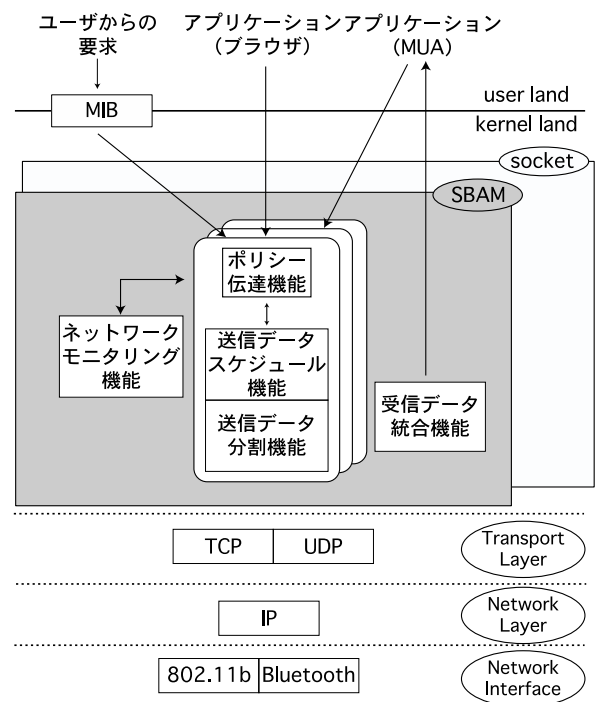 ユーザからの
要求
アプリケーション
（ブラウザ）
アプリケーション
（MUA）
MIB
user land
kernel land
socket
SBAM
ポリシー
伝達機能
ネットワーク
モニタリング
機能
送信データ
スケジュール
機能
送信データ
分割機能
受信データ
統合機能
TCP
UDP
Transport
Layer
IP
Network
Layer
802.11b
Bluetooth
Network
Interface